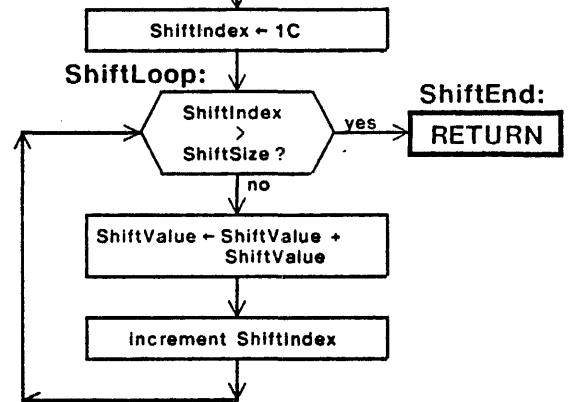 ShiftIndex ← 1C
ShiftLoop:
ShiftIndex
>
ShiftSize?
yes
ShiftEnd:
RETURN
no
ShiftValue ← ShiftValue +
ShiftValue
Increment ShiftIndex